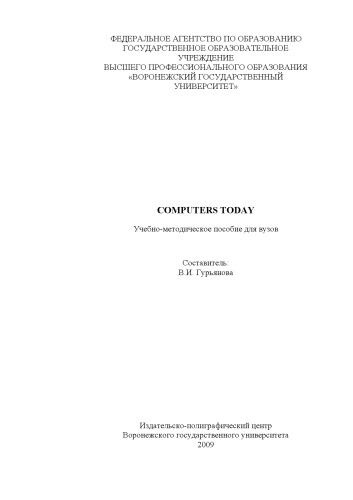 ФЕДЕРАЛЬНОЕ АГЕНТСТВО ПО ОБРАЗОВАНИЮ
ГОСУДАРСТВЕННОЕ ОБРАЗОВАТЕЛЬНОЕ
УЧРЕЖДЕНИЕ
ВЫСШЕГО ПРОФЕССИОНАЛЬНОГО ОБРАЗОВАНИЯ
«ВОРОНЕЖСКИЙ ГОСУДАРСТВЕННЫЙ
УНИВЕРСИТЕТ»
COMPUTERS TODAY
Учебно-методическое пособие для вузов
Составитель:
В.И. Гурьянова
Издательско-полиграфический центр
Воронежского государственного университета
2009